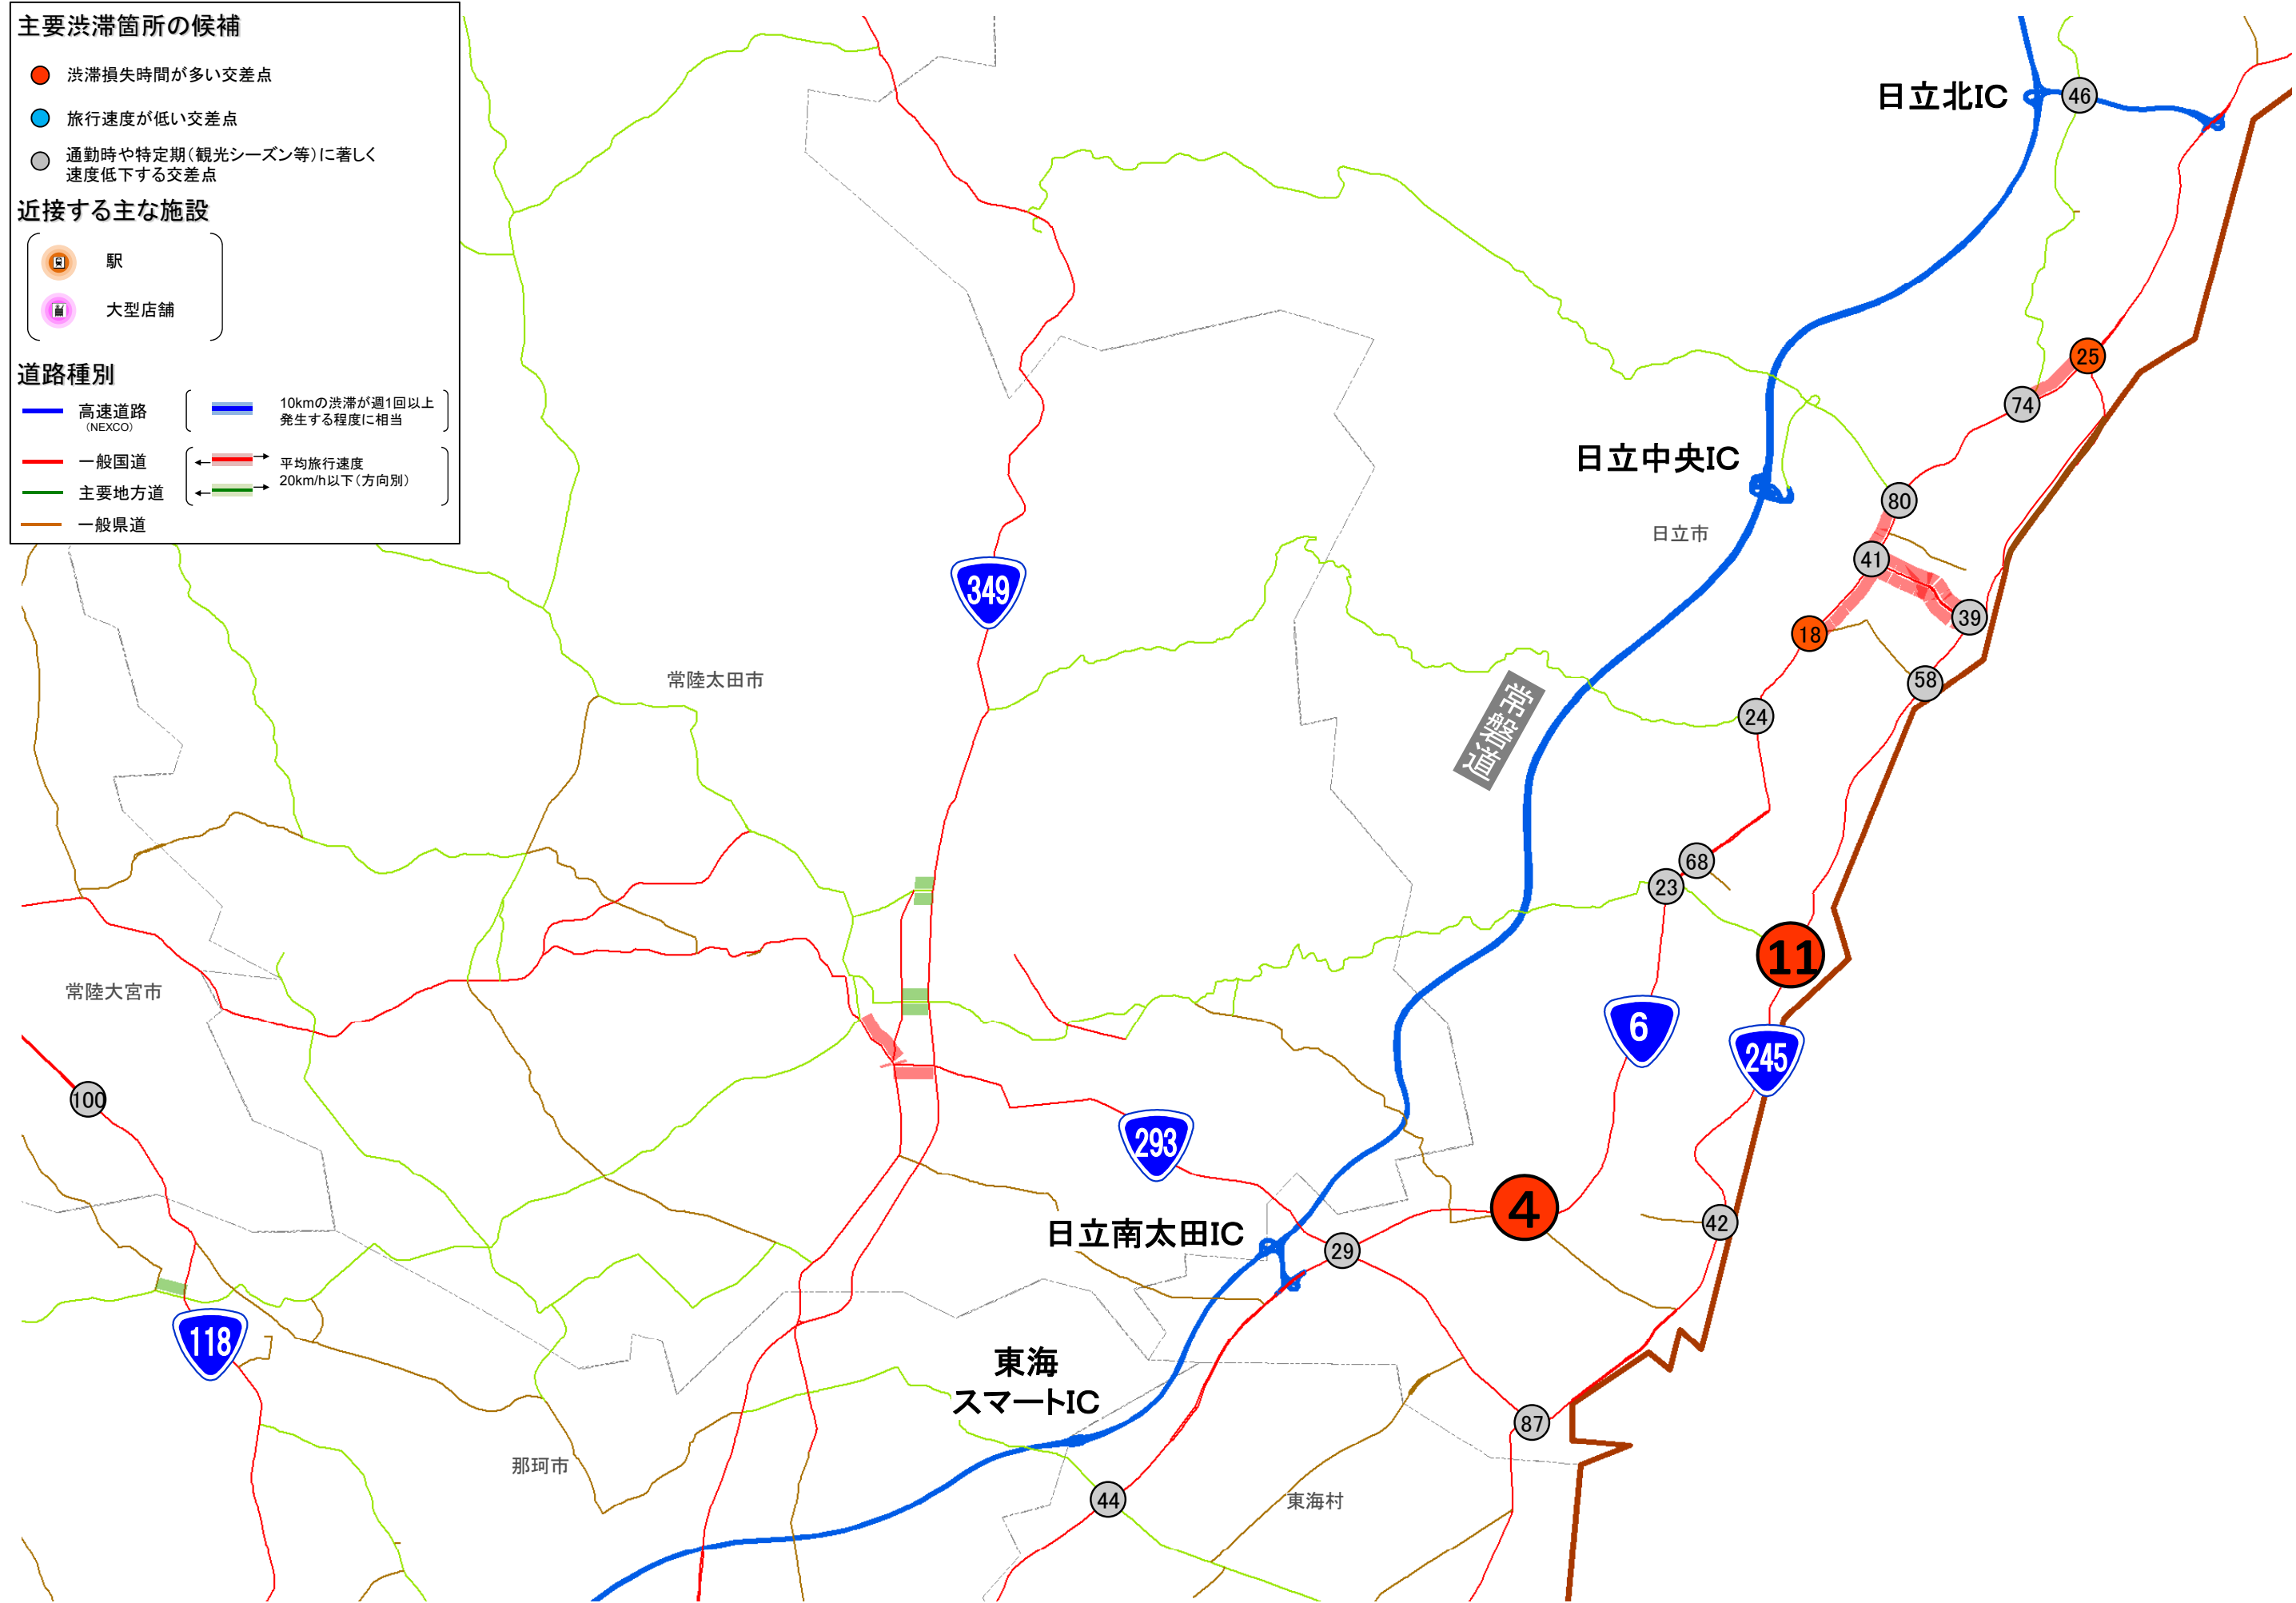 主要渋滞箇所の候補
渋滞損失時間が多い交差点
旅行速度が低い交差点
通勤時や特定期（観光シーズン等）に著しく
速度低下する交差点
近接する主な施設
駅
大型店舗
道路種別
高速道路
（NEXCO）
10kmの渋滞が週1回以上
発生する程度に相当
一般国道
平均旅行速度
20km/h以下（方向別）
主要地方道
一般県道
日立北IC
46
25
74
日立中央IC
80
日立市
41
349
39
18
常陸太田市
58
24
常磐道
68
23
11
常陸大宮市
6
245
100
293
4
42
日立南太田IC
29
118
東海
スマートIC
87
那珂市
44
東海村